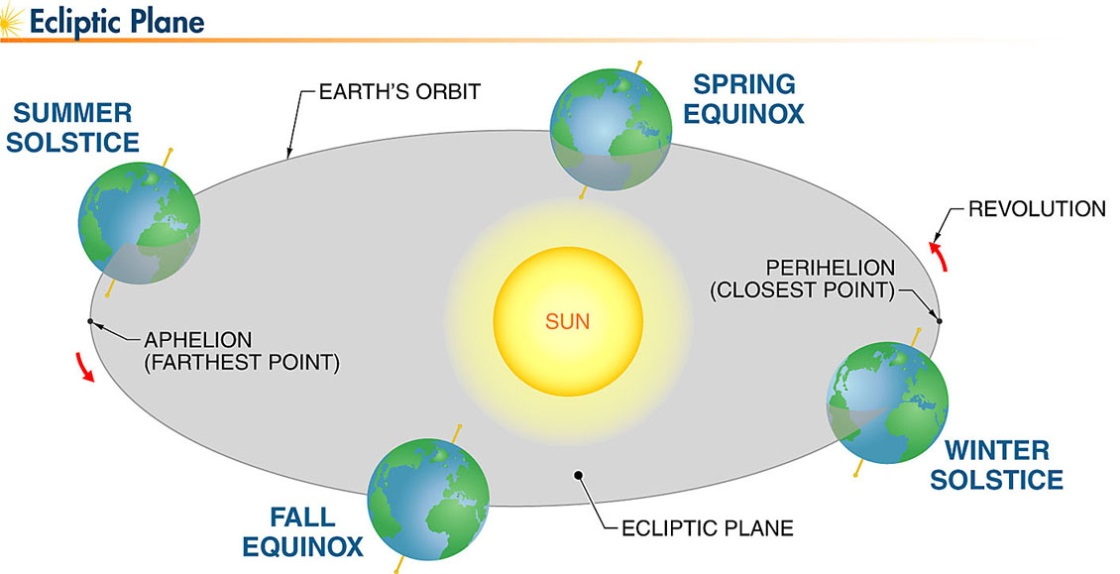 Ecliptic Plane
EARTH'S ORBIT
SPRING
EQUINOX
SUMMER
SOLSTICE
REVOLUTION
PERIHELION
(CLOSEST POINT)
SUN
APHELION
(FARTHEST POINT)
WINTER
SOLSTICE
FALL
EQUINOX
ECLIPTIC PLANE